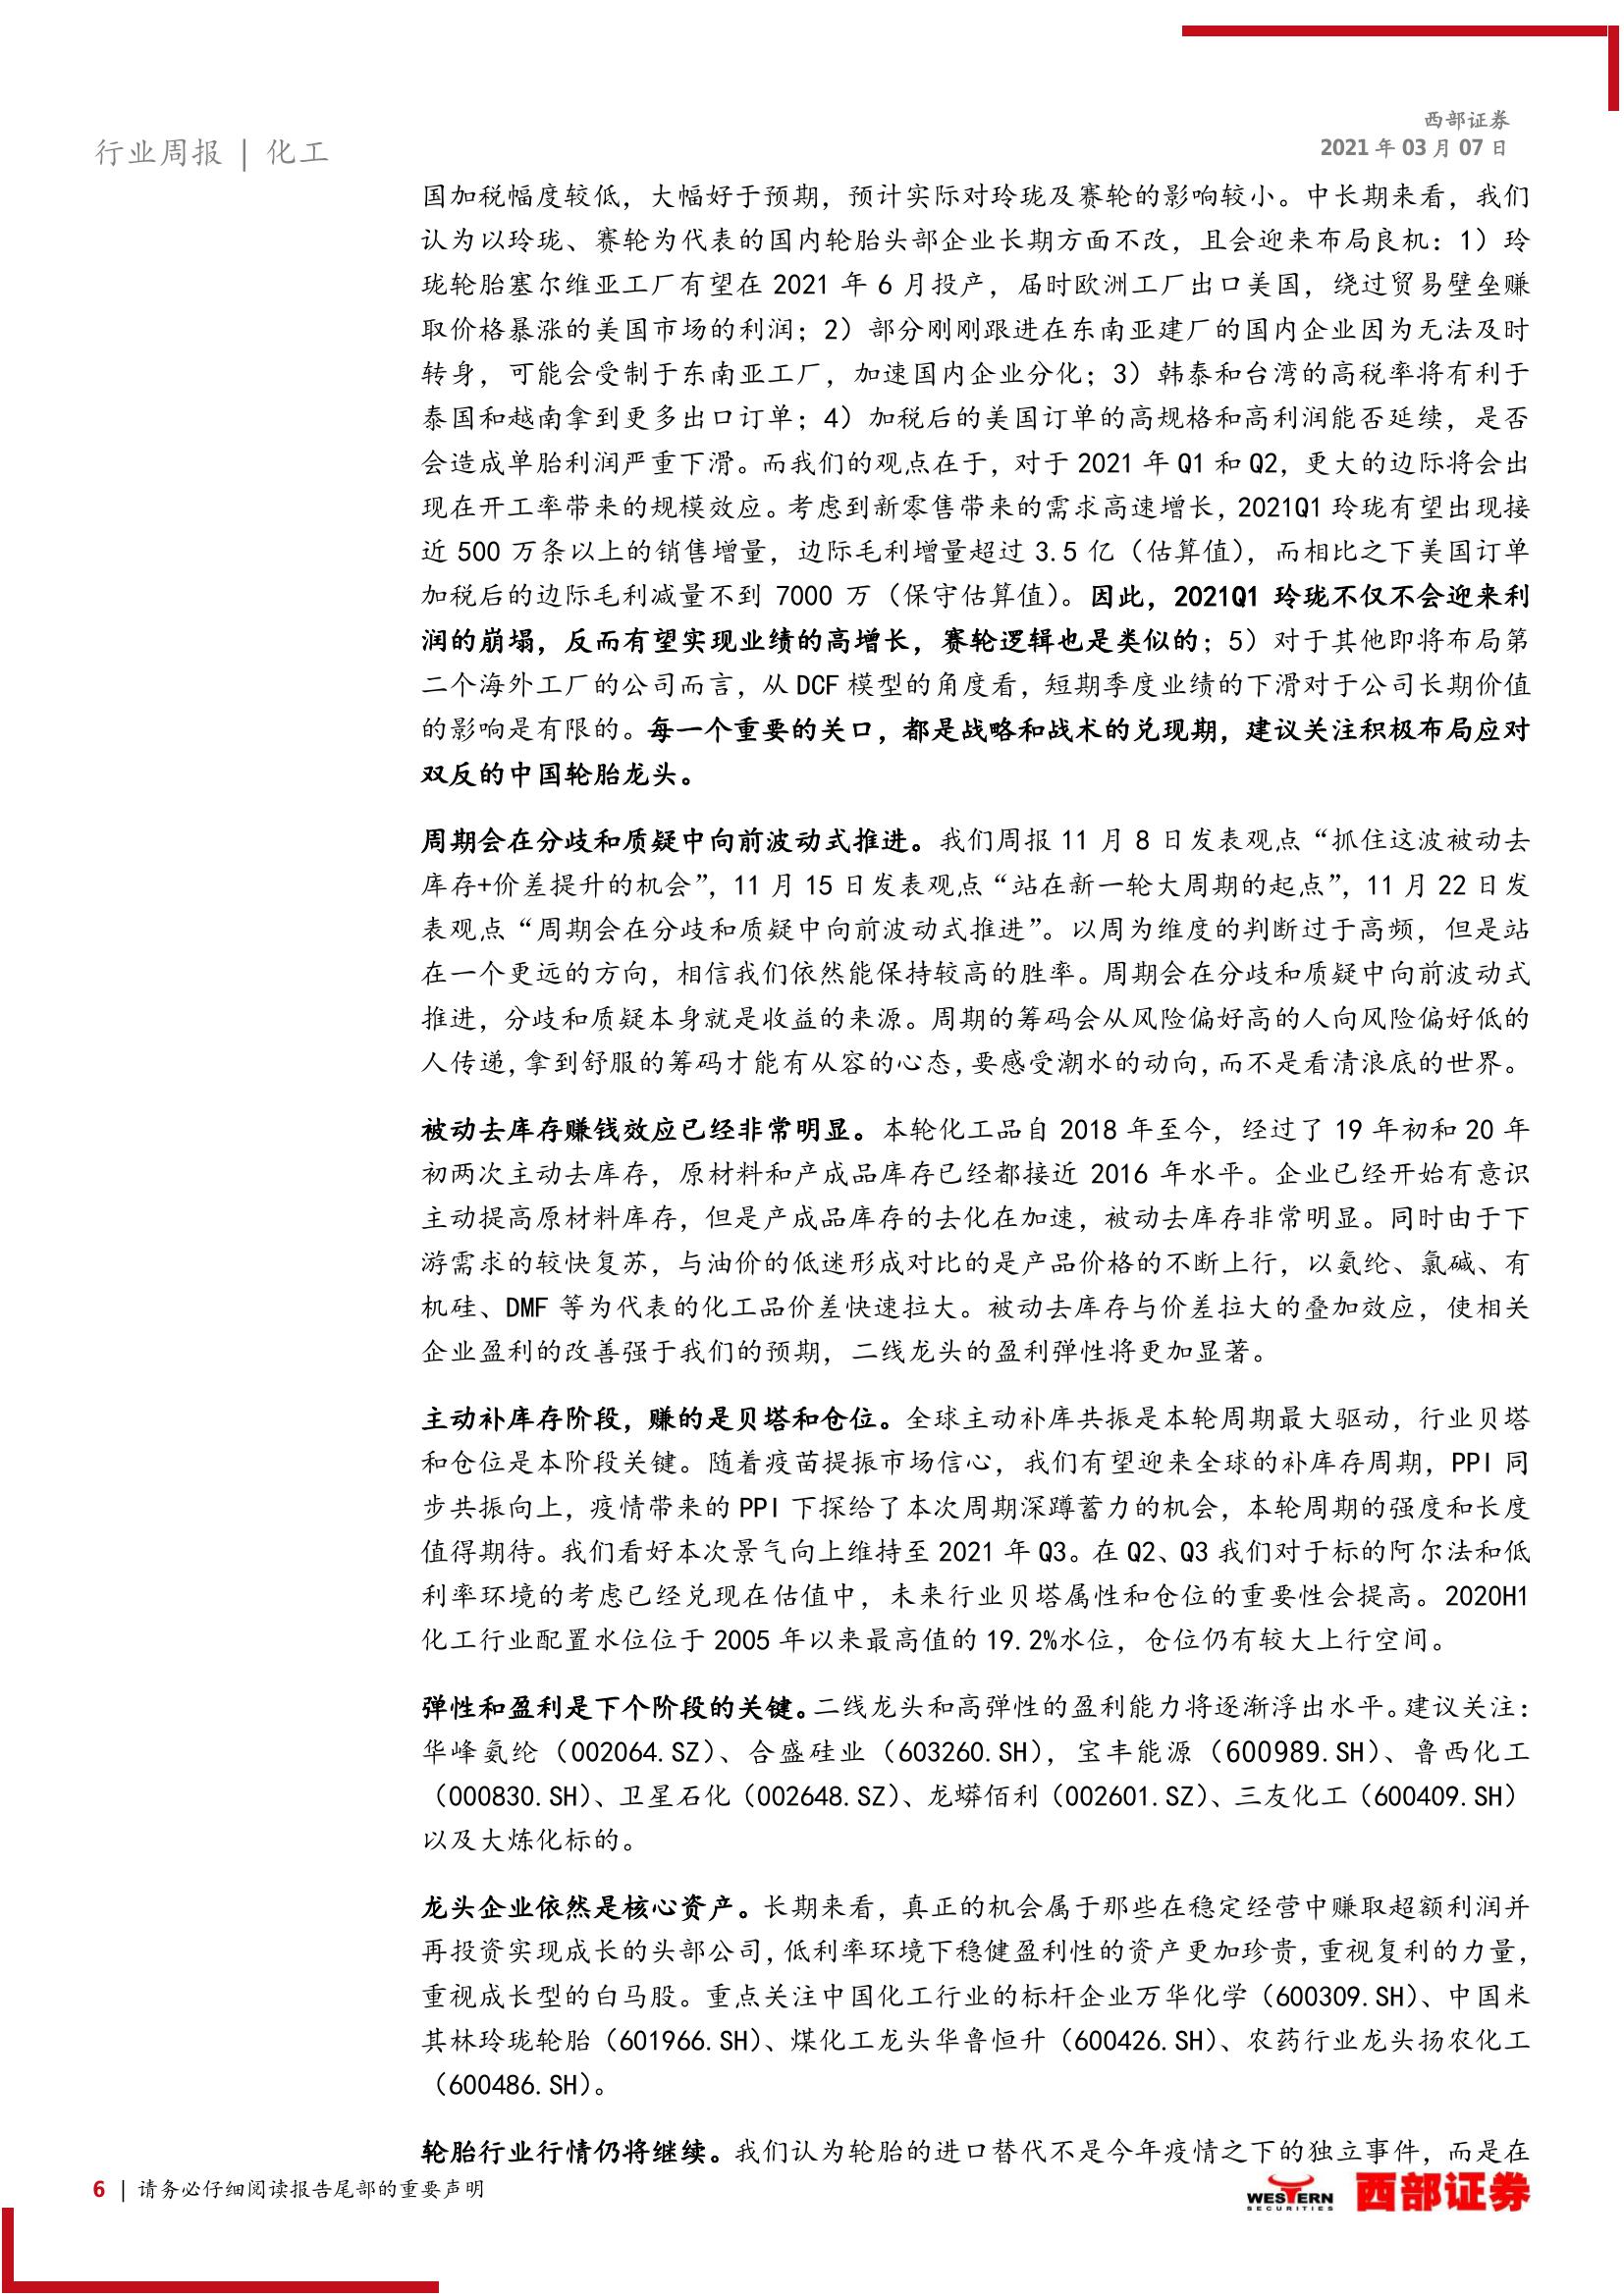 西部证券
2021 年 03 月 07 日
行业周报 | 化工
国加税幅度较低，大幅好于预期，预计实际对玲珑及赛轮的影响较小。中长期来看，我们
认为以玲珑、赛轮为代表的国内轮胎头部企业长期方面不改，且会迎来布局良机：1）玲
珑轮胎塞尔维亚工厂有望在 2021 年 6 月投产，届时欧洲工厂出口美国，绕过贸易壁垒赚
取价格暴涨的美国市场的利润；2）部分刚刚跟进在东南亚建厂的国内企业因为无法及时
转身，可能会受制于东南亚工厂，加速国内企业分化；3）韩泰和台湾的高税率将有利于
泰国和越南拿到更多出口订单；4）加税后的美国订单的高规格和高利润能否延续，是否
会造成单胎利润严重下滑。而我们的观点在于，对于 2021 年 Q1 和 Q2，更大的边际将会出
现在开工率带来的规模效应。考虑到新零售带来的需求高速增长，2021Q1 玲珑有望出现接
近 500 万条以上的销售增量，边际毛利增量超过 3.5 亿（估算值），而相比之下美国订单
加税后的边际毛利减量不到 7000 万（保守估算值）。因此，2021Q1 玲珑不仅不会迎来利
润的崩塌，反而有望实现业绩的高增长，赛轮逻辑也是类似的；5）对于其他即将布局第
二个海外工厂的公司而言，从 DCF 模型的角度看，短期季度业绩的下滑对于公司长期价值
的影响是有限的。每一个重要的关口，都是战略和战术的兑现期，建议关注积极布局应对
双反的中国轮胎龙头。
周期会在分歧和质疑中向前波动式推进。我们周报 11 月 8 日发表观点“抓住这波被动去
库存+价差提升的机会”，11 月 15 日发表观点“站在新一轮大周期的起点”，11 月 22 日发
表观点“周期会在分歧和质疑中向前波动式推进”。以周为维度的判断过于高频，但是站
在一个更远的方向，相信我们依然能保持较高的胜率。周期会在分歧和质疑中向前波动式
推进，分歧和质疑本身就是收益的来源。周期的筹码会从风险偏好高的人向风险偏好低的
人传递，拿到舒服的筹码才能有从容的心态，要感受潮水的动向，而不是看清浪底的世界。
被动去库存赚钱效应已经非常明显。本轮化工品自 2018 年至今，经过了 19 年初和 20 年
初两次主动去库存，原材料和产成品库存已经都接近 2016 年水平。企业已经开始有意识
主动提高原材料库存，但是产成品库存的去化在加速，被动去库存非常明显。同时由于下
游需求的较快复苏，与油价的低迷形成对比的是产品价格的不断上行，以氨纶、氯碱、有
机硅、DMF 等为代表的化工品价差快速拉大。被动去库存与价差拉大的叠加效应，使相关
企业盈利的改善强于我们的预期，二线龙头的盈利弹性将更加显著。
主动补库存阶段，赚的是贝塔和仓位。全球主动补库共振是本轮周期最大驱动，行业贝塔
和仓位是本阶段关键。随着疫苗提振市场信心，我们有望迎来全球的补库存周期，PPI 同
步共振向上，疫情带来的 PPI 下探给了本次周期深蹲蓄力的机会，本轮周期的强度和长度
值得期待。我们看好本次景气向上维持至 2021 年 Q3。在 Q2、Q3 我们对于标的阿尔法和低
利率环境的考虑已经兑现在估值中，未来行业贝塔属性和仓位的重要性会提高。2020H1
化工行业配置水位位于 2005 年以来最高值的 19.2%水位，仓位仍有较大上行空间。
弹性和盈利是下个阶段的关键。二线龙头和高弹性的盈利能力将逐渐浮出水平。建议关注：
华峰氨纶（002064.SZ）、合盛硅业（603260.SH），宝丰能源（600989.SH）、鲁西化工
（000830.SH）、卫星石化（002648.SZ）、龙蟒佰利（002601.SZ）、三友化工（600409.SH）
以及大炼化标的。
龙头企业依然是核心资产。长期来看，真正的机会属于那些在稳定经营中赚取超额利润并
再投资实现成长的头部公司，低利率环境下稳健盈利性的资产更加珍贵，重视复利的力量，
重视成长型的白马股。重点关注中国化工行业的标杆企业万华化学（600309.SH）、中国米
其林玲珑轮胎（601966.SH）、煤化工龙头华鲁恒升（600426.SH）、农药行业龙头扬农化工
（600486.SH）。
轮胎行业行情仍将继续。我们认为轮胎的进口替代不是今年疫情之下的独立事件，而是在
6 | 请务必仔细阅读报告尾部的重要声明
WESTERN
SECURITIES
西部证券